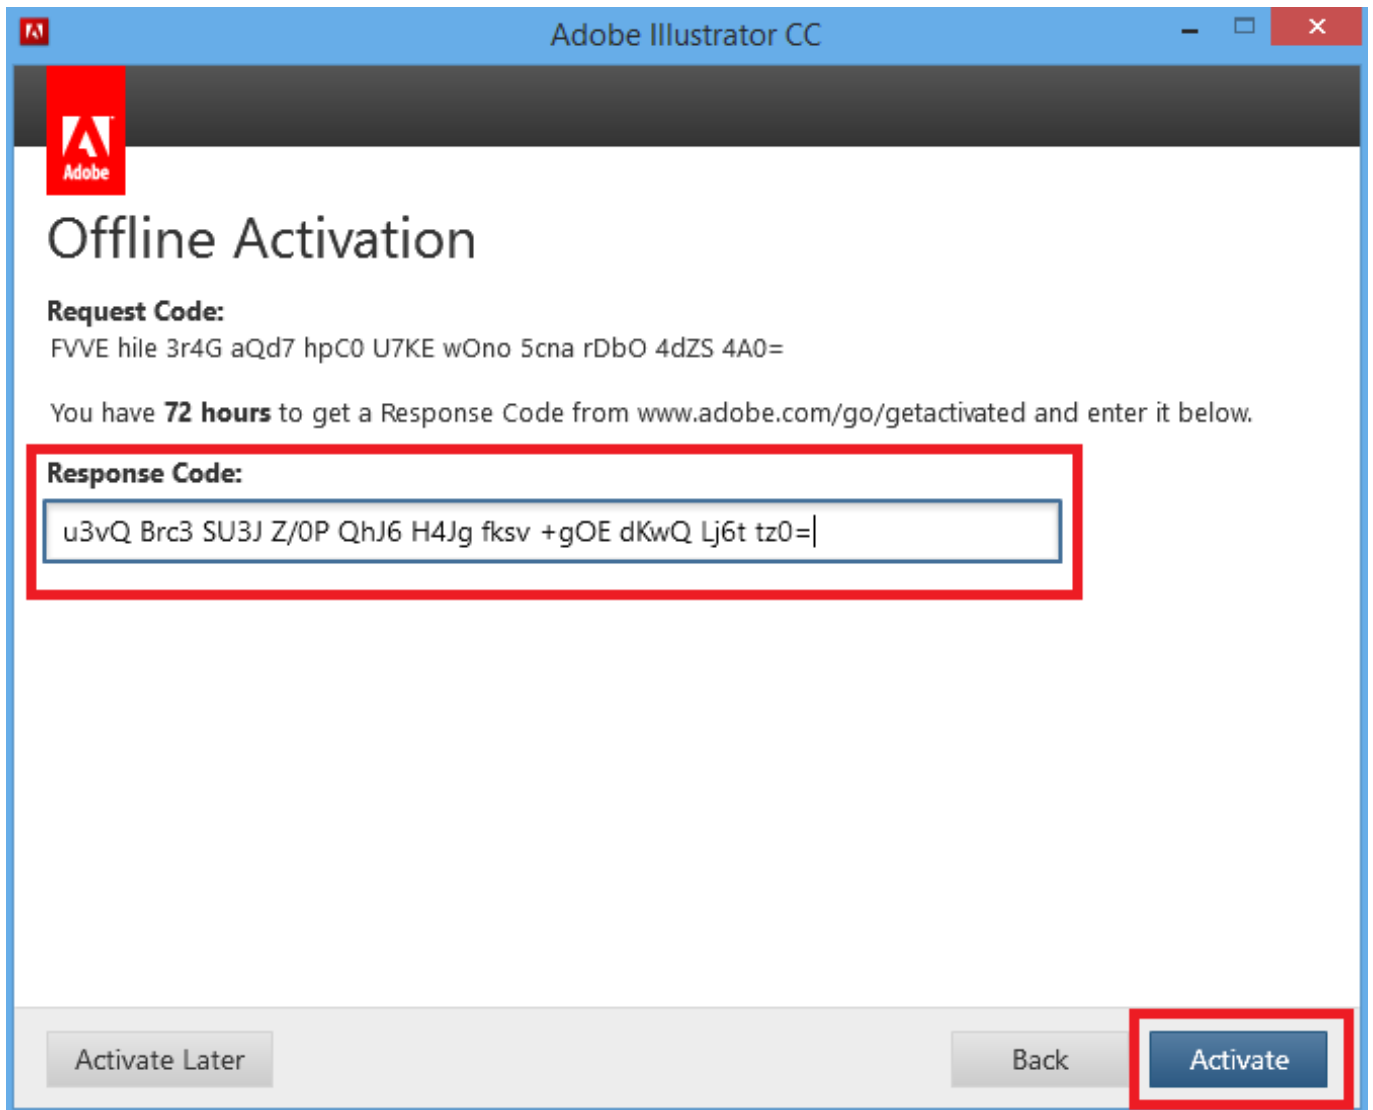 Adobe Illustrator CC
Adobe
Offline Activation
Request Code:
FVVE hiIe 3r4G aQd7 hpC0 U7KE wOno 5cna rDbO 4dZS 4A0=
You have 72 hours to get a Response Code from www.adobe.com/go/getactivated and enter it below.
Response Code:
u3vQ Brc3 SU3J Z/0P QhJ6 H4Jg fksv +gOE dKwQ Lj6t tz0=
Activate Later
Back
Activate